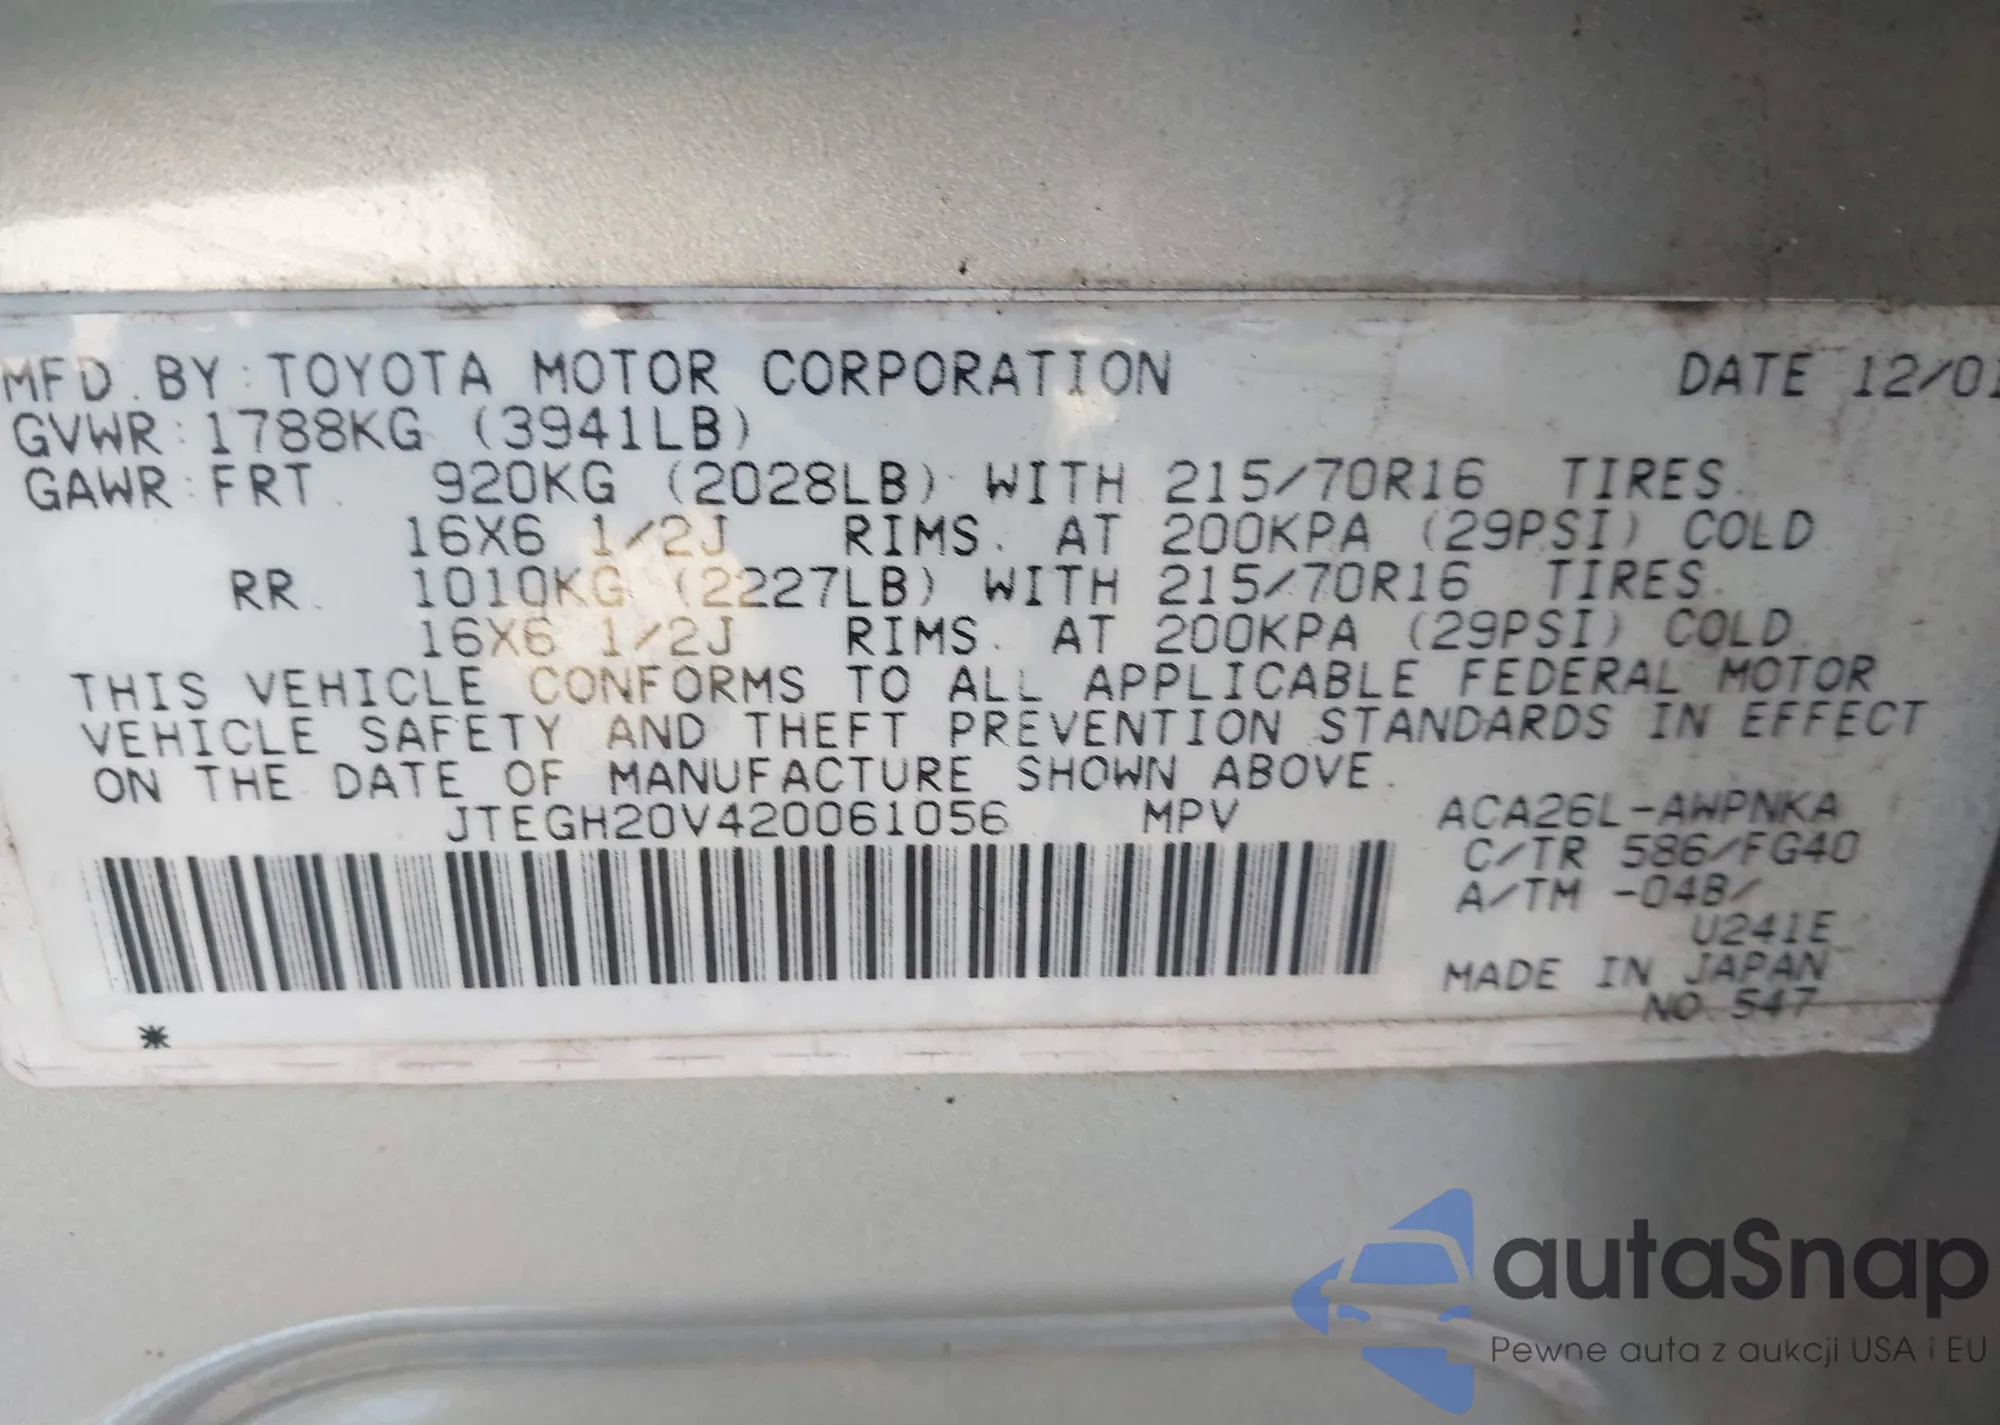 MFD. BY: TOYOTA MOTOR CORPORATION DATE 12/01
GVWR: 1788KG (3941LB)
GAWR: FRT. 920KG (2028LB) WITH 215/70R16 TIRES.
16X6 1/2J RIMS. AT 200KPA (29PSI) COLD
RR. 1010KG (2227LB) WITH 215/70R16 TIRES.
16X6 1/2J RIMS. AT 200KPA (29PSI) COLD.
THIS VEHICLE CONFORMS TO ALL APPLICABLE FEDERAL MOTOR
VEHICLE SAFETY AND THEFT PREVENTION STANDARDS IN EFFECT
ON THE DATE OF MANUFACTURE SHOWN ABOVE.
JTEGH20V420061056 MPV ACA26L-AWPNKA
C/TR 586/FG40
A/TM -04B/
U241E
MADE IN JAPAN
NO. 547
*
autaSnap
Pewne auta z aukcji USA i EU